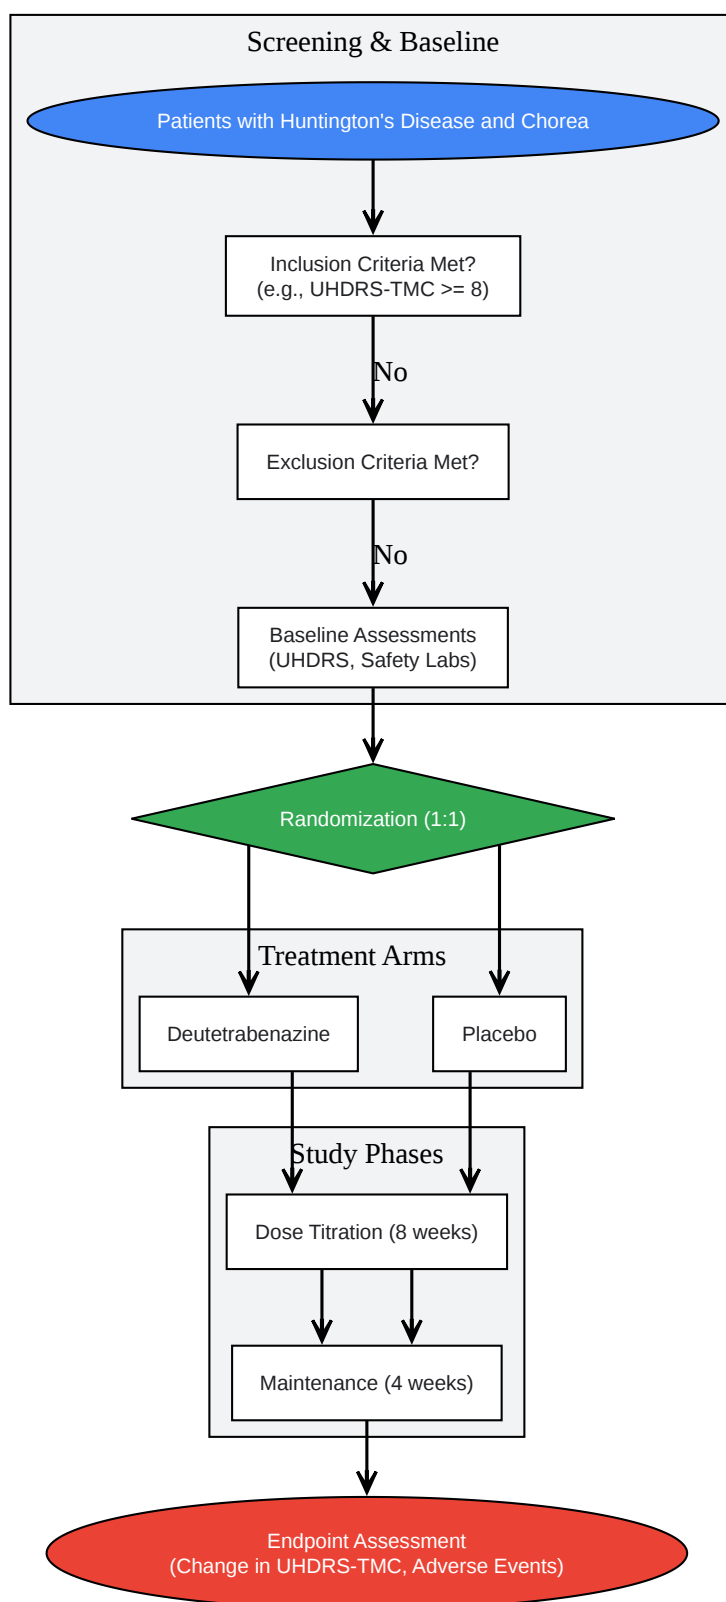 Screening & Baseline
Patients with Huntington's Disease and Chorea
Inclusion Criteria Met?
(e.g., UHDRS-TMC >= 8)
No
Exclusion Criteria Met?
No
Baseline Assessments
(UHDRS, Safety Labs)
Randomization (1:1)
Treatment Arms
Deutetrabenazine
Placebo
Study Phases
Dose Titration (8 weeks)
Maintenance (4 weeks)
Endpoint Assessment
(Change in UHDRS-TMC, Adverse Events)